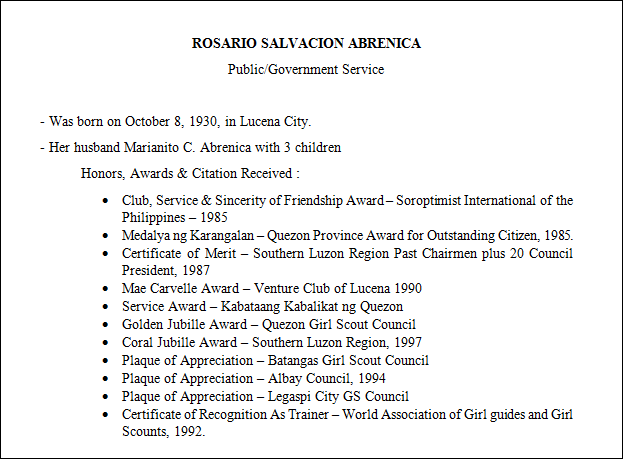 ROSARIO SALVACION ABRENICA
Public/Government Service
- Was born on October 8, 1930, in Lucena City.
- Her husband Marianito C. Abrenica with 3 children
Honors, Awards & Citation Received :
• Club, Service & Sincerity of Friendship Award – Soroptimist International of the
Philippines – 1985
• Medalya ng Karangalan – Quezon Province Award for Outstanding Citizen, 1985.
• Certificate of Merit – Southern Luzon Region Past Chairmen plus 20 Council
President, 1987
• Mae Carvelle Award – Venture Club of Lucena 1990
• Service Award – Kabataang Kabalikat ng Quezon
• Golden Jubille Award – Quezon Girl Scout Council
• Coral Jubille Award – Southern Luzon Region, 1997
• Plaque of Appreciation – Batangas Girl Scout Council
• Plaque of Appreciation – Albay Council, 1994
• Plaque of Appreciation – Legaspi City GS Council
• Certificate of Recognition As Trainer – World Association of Girl guides and Girl
Scouts, 1992.